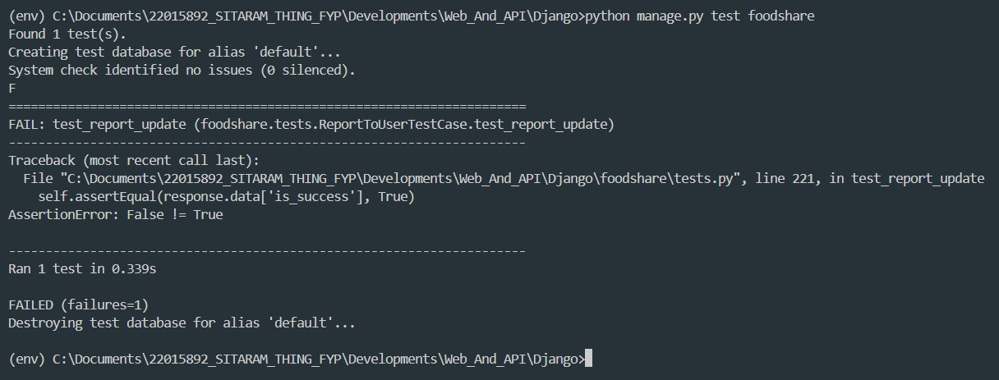 (env) C:\Documents\22015892_SITARAM_THING_FYP\Developments\Web_And_API\Django>python manage.py test foodshare
Found 1 test(s).
Creating test database for alias 'default'...
System check identified no issues (0 silenced).
F
======================================================================
FAIL: test_report_update (foodshare.tests.ReportToUserTestCase.test_report_update)
----------------------------------------------------------------------
Traceback (most recent call last):
  File "C:\Documents\22015892_SITARAM_THING_FYP\Developments\Web_And_API\Django\foodshare\tests.py", line 221, in test_report_update
    self.assertEqual(response.data['is_success'], True)
AssertionError: False != True

----------------------------------------------------------------------
Ran 1 test in 0.339s

FAILED (failures=1)
Destroying test database for alias 'default'...

(env) C:\Documents\22015892_SITARAM_THING_FYP\Developments\Web_And_API\Django>